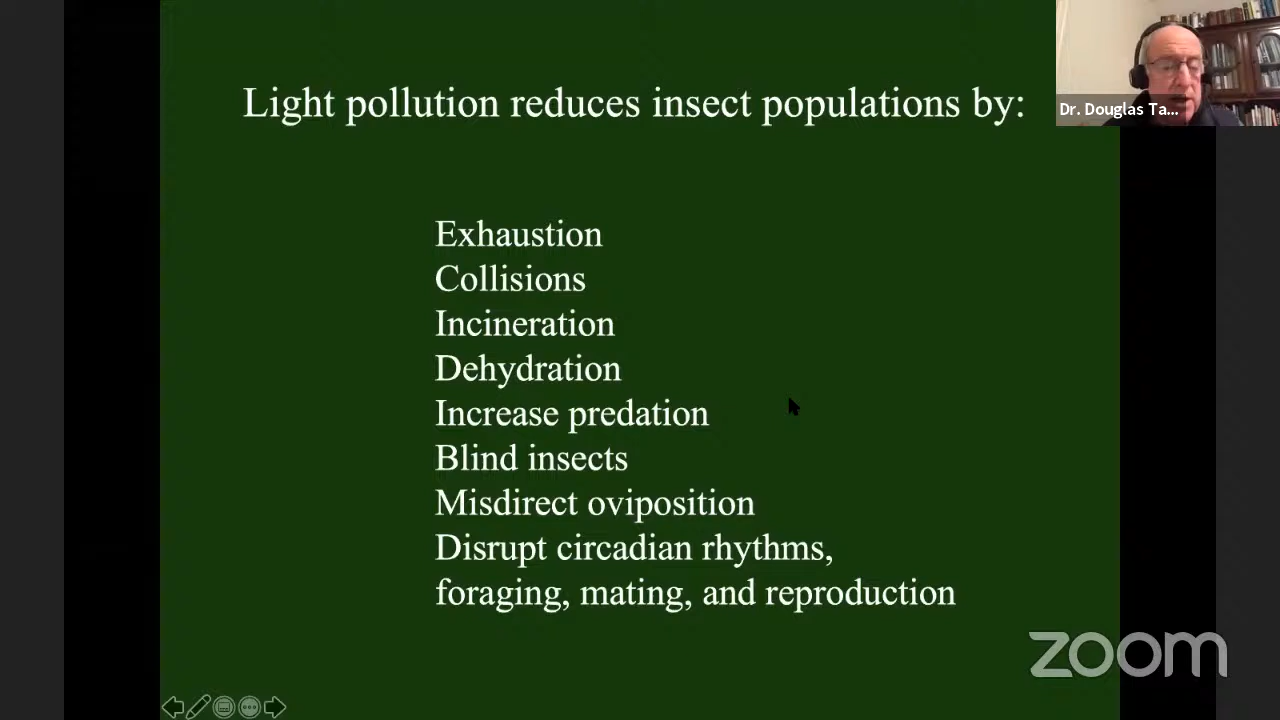 Light pollution reduces insect populations by:
Dr. Douglas Ta...
Exhaustion
Collisions
Incineration
Dehydration
Increase predation
Blind insects
Misdirect oviposition
Disrupt circadian rhythms,
foraging, mating, and reproduction
zoom